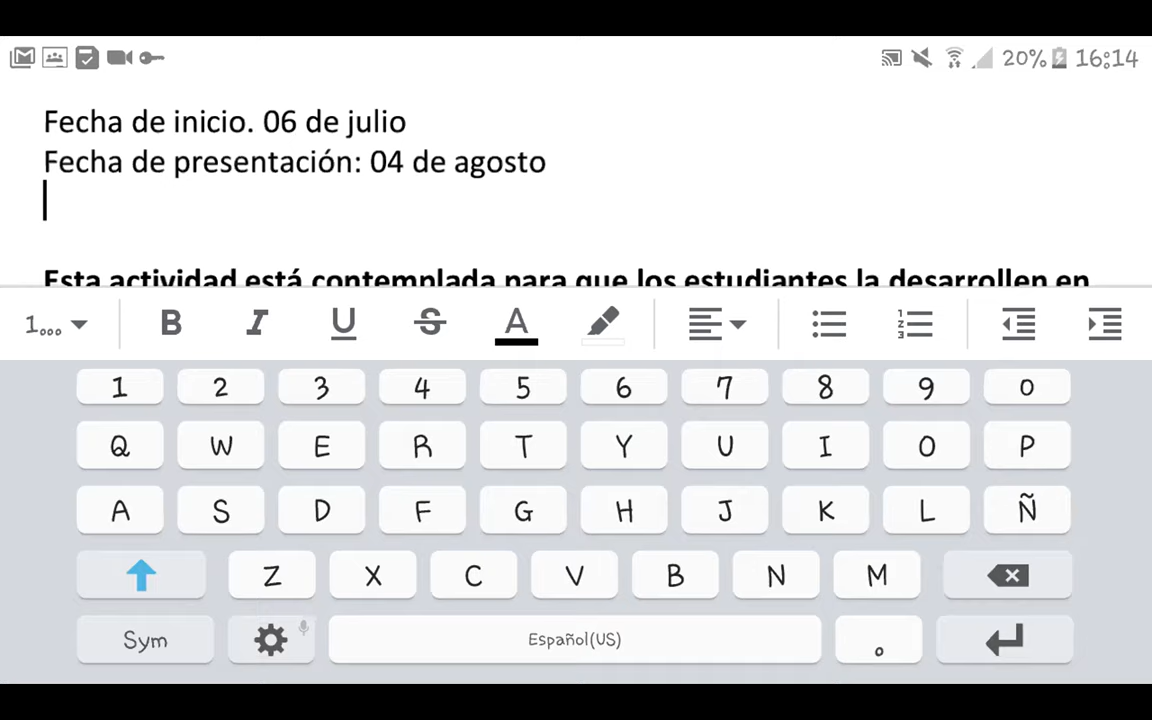 20% 16:14
Fecha de inicio. 06 de julio
Fecha de presentación: 04 de agosto
Esta actividad está contemplada para que los estudiantes la desarrollen en
1... B I U S A
1 2 3 4 5 6 7 8 9 0
Q W E R T Y U I O P
A S D F G H J K L Ñ
Z X C V B N M
Sym Español(US) .